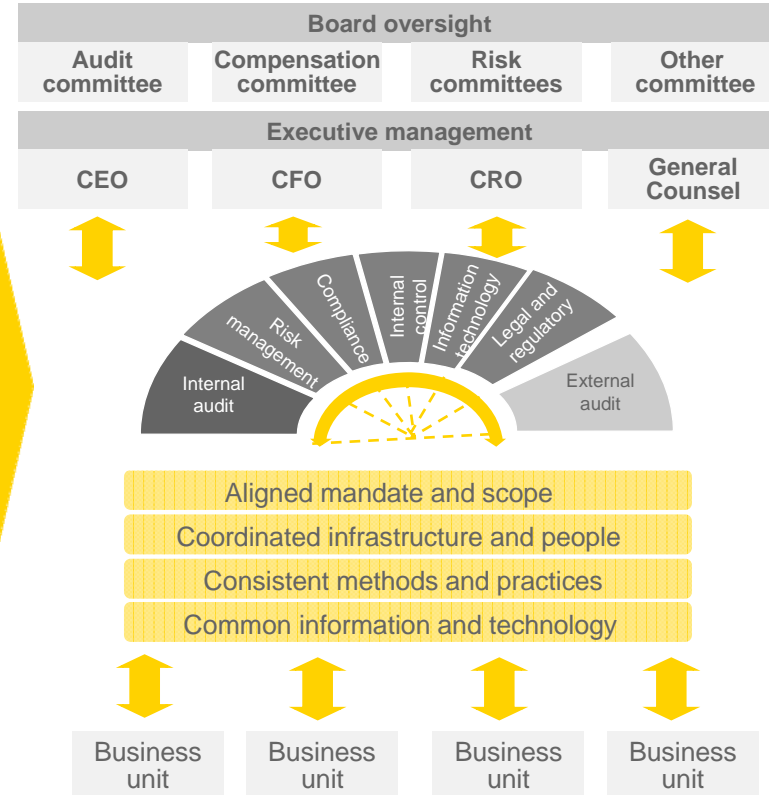 Board oversight
Audit
committee
Compensation
committee
Risk
committees
Other
committee
Executive management
CEO
CFO
CRO
General
Counsel
Internal
audit
Risk
management
Compliance
Internal
control
Information
technology
Legal and
regulatory
External
audit
Aligned mandate and scope
Coordinated infrastructure and people
Consistent methods and practices
Common information and technology
Business
unit
Business
unit
Business
unit
Business
unit